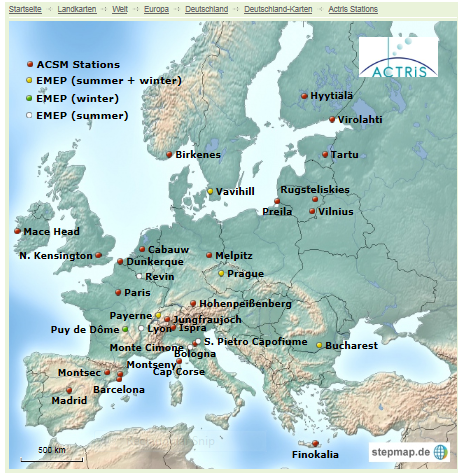 Startseite Landkarten Welt Europa Deutschland Deutschland-Karten Actris Stations
ACTRiS
ACSM Stations
EMEP (summer + winter)
EMEP (winter)
EMEP (summer)
Hyytiälä
Virolahti
Birkenes
Tartu
Vavihill
Rugsteliskies
Preila
Vilnius
Mace Head
N. Kensington
Cabauw
Dunkerque
Melpitz
Revin
Prague
Paris
Hohenpeißenberg
Payerne
Jungfraujoch
Puy de Dôme
Lyon
Ispra
Monte Cimone
S. Pietro Capofiume
Bucharest
Bologna
Montseny
Cap Corse
Montsec
Barcelona
Madrid
500 km
Finokalia
stepmap.de